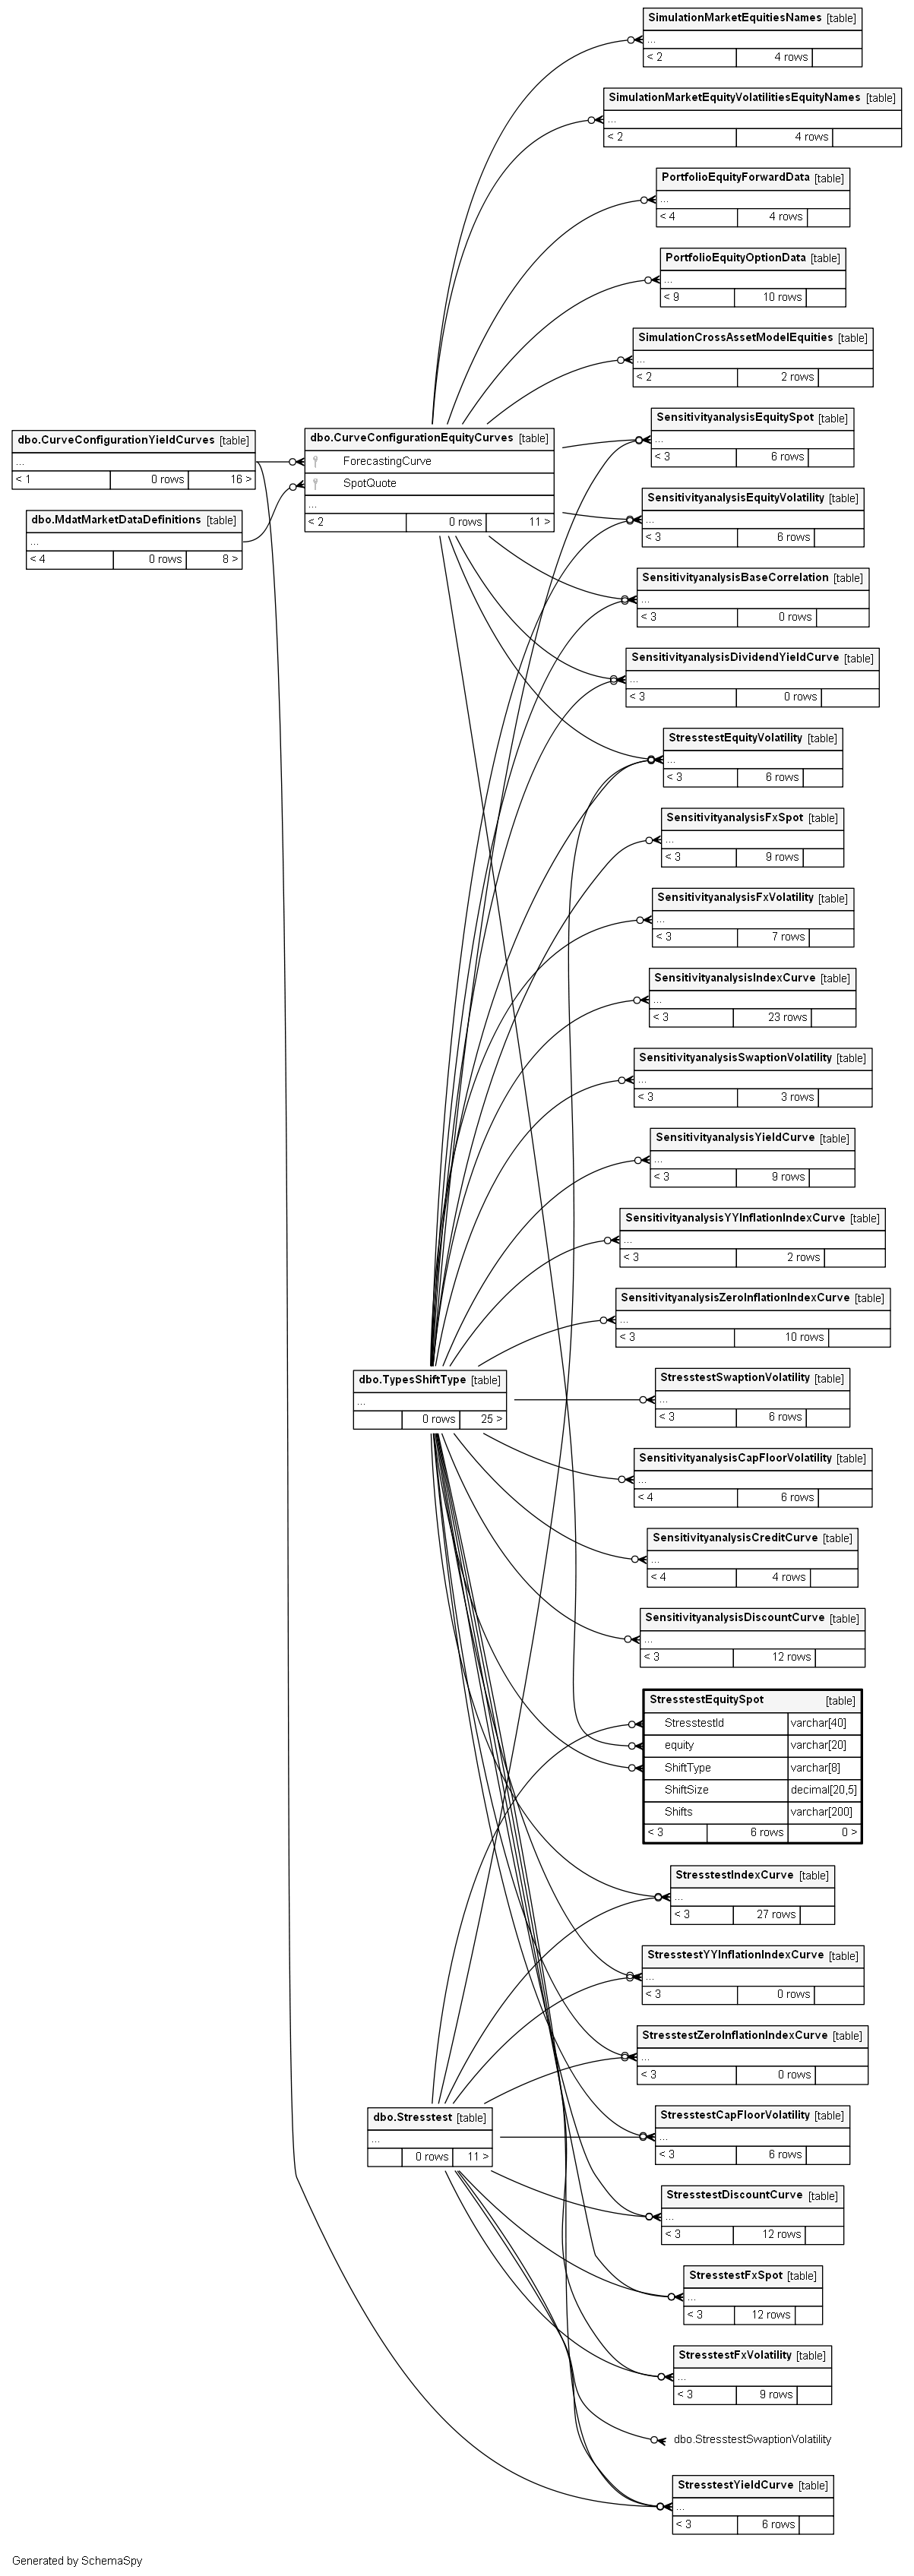 SimulationMarketEquitiesNames [table]
...
< 2 4 rows
SimulationMarketEquityVolatilitiesEquityNames [table]
...
< 2 4 rows
PortfolioEquityForwardData [table]
...
< 4 4 rows
PortfolioEquityOptionData [table]
...
< 9 10 rows
SimulationCrossAssetModelEquities [table]
...
< 2 2 rows
SensitivityanalysisEquitySpot [table]
...
< 3 6 rows
dbo.CurveConfigurationYieldCurves [table]
...
< 1 0 rows 16 >
dbo.CurveConfigurationEquityCurves [table]
ForecastingCurve
SpotQuote
...
< 2 0 rows 11 >
SensitivityanalysisEquityVolatility [table]
...
< 3 6 rows
dbo.MdatMarketDataDefinitions [table]
...
< 4 0 rows 8 >
SensitivityanalysisBaseCorrelation [table]
...
< 3 0 rows
SensitivityanalysisDividendYieldCurve [table]
...
< 3 0 rows
StresstestEquityVolatility [table]
...
< 3 6 rows
SensitivityanalysisFxSpot [table]
...
< 3 9 rows
SensitivityanalysisFxVolatility [table]
...
< 3 7 rows
SensitivityanalysisIndexCurve [table]
...
< 3 23 rows
SensitivityanalysisSwaptionVolatility [table]
...
< 3 3 rows
SensitivityanalysisYieldCurve [table]
...
< 3 9 rows
SensitivityanalysisYYInflationIndexCurve [table]
...
< 3 2 rows
SensitivityanalysisZeroInflationIndexCurve [table]
...
< 3 10 rows
dbo.TypesShiftType [table]
...
0 rows 25 >
StresstestSwaptionVolatility [table]
...
< 3 6 rows
SensitivityanalysisCapFloorVolatility [table]
...
< 4 6 rows
SensitivityanalysisCreditCurve [table]
...
< 4 4 rows
SensitivityanalysisDiscountCurve [table]
...
< 3 12 rows
StresstestEquitySpot [table]
StresstestId varchar[40]
equity varchar[20]
ShiftType varchar[8]
ShiftSize decimal[20,5]
Shifts varchar[200]
< 3 6 rows 0 >
StresstestIndexCurve [table]
...
< 3 27 rows
StresstestYYInflationIndexCurve [table]
...
< 3 0 rows
StresstestZeroInflationIndexCurve [table]
...
< 3 0 rows
dbo.Stresstest [table]
...
0 rows 11 >
StresstestCapFloorVolatility [table]
...
< 3 6 rows
StresstestDiscountCurve [table]
...
< 3 12 rows
StresstestFxSpot [table]
...
< 3 12 rows
StresstestFxVolatility [table]
...
< 3 9 rows
dbo.StresstestSwaptionVolatility
StresstestYieldCurve [table]
...
< 3 6 rows
Generated by SchemaSpy